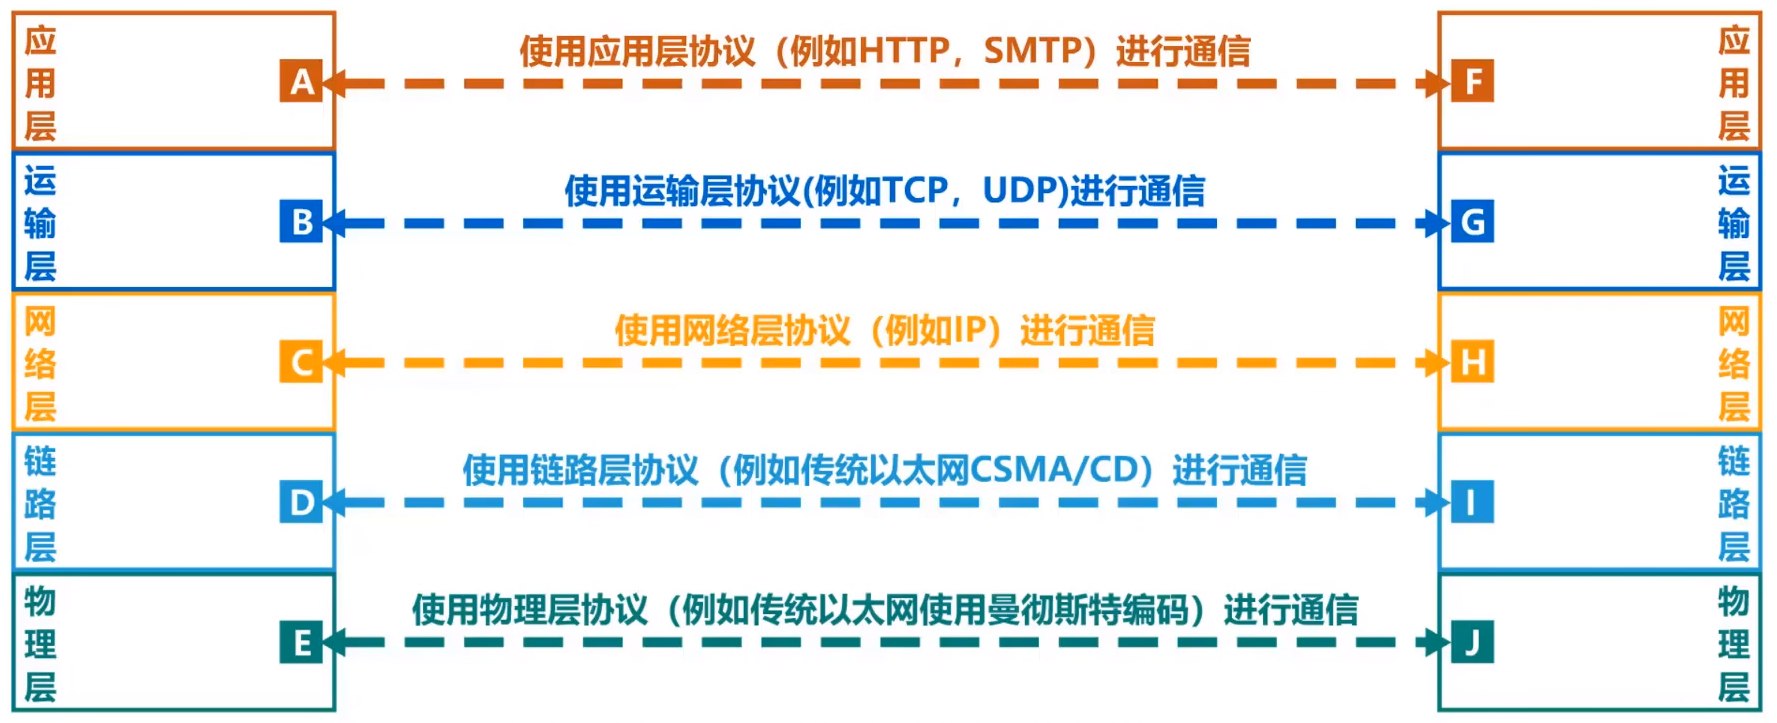 应用层
A
使用应用层协议（例如HTTP，SMTP）进行通信
F
应用层
运输层
B
使用运输层协议(例如TCP，UDP)进行通信
G
运输层
网络层
C
使用网络层协议（例如IP）进行通信
H
网络层
链路层
D
使用链路层协议（例如传统以太网CSMA/CD）进行通信
I
链路层
物理层
E
使用物理层协议（例如传统以太网使用曼彻斯特编码）进行通信
J
物理层